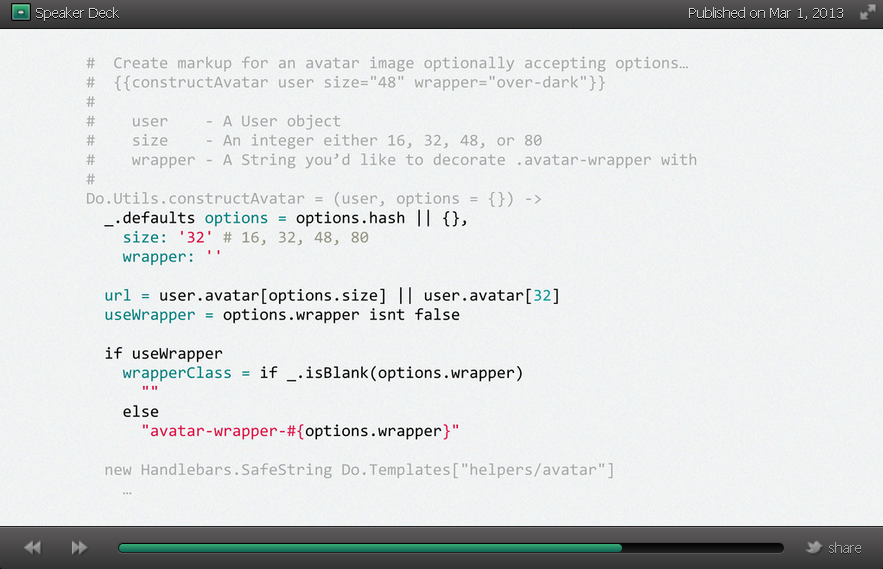 Speaker Deck
Published on Mar 1, 2013
#  Create markup for an avatar image optionally accepting options…
#  {{constructAvatar user size="48" wrapper="over-dark"}}
#
#    user    - A User object
#    size    - An integer either 16, 32, 48, or 80
#    wrapper - A String you’d like to decorate .avatar-wrapper with
#
Do.Utils.constructAvatar = (user, options = {}) ->
  _.defaults options = options.hash || {},
    size: '32' # 16, 32, 48, 80
    wrapper: ''
  url = user.avatar[options.size] || user.avatar[32]
  useWrapper = options.wrapper isnt false
  if useWrapper
    wrapperClass = if _.isBlank(options.wrapper)
      ""
    else
      "avatar-wrapper-#{options.wrapper}"
  new Handlebars.SafeString Do.Templates["helpers/avatar"]
    …
share